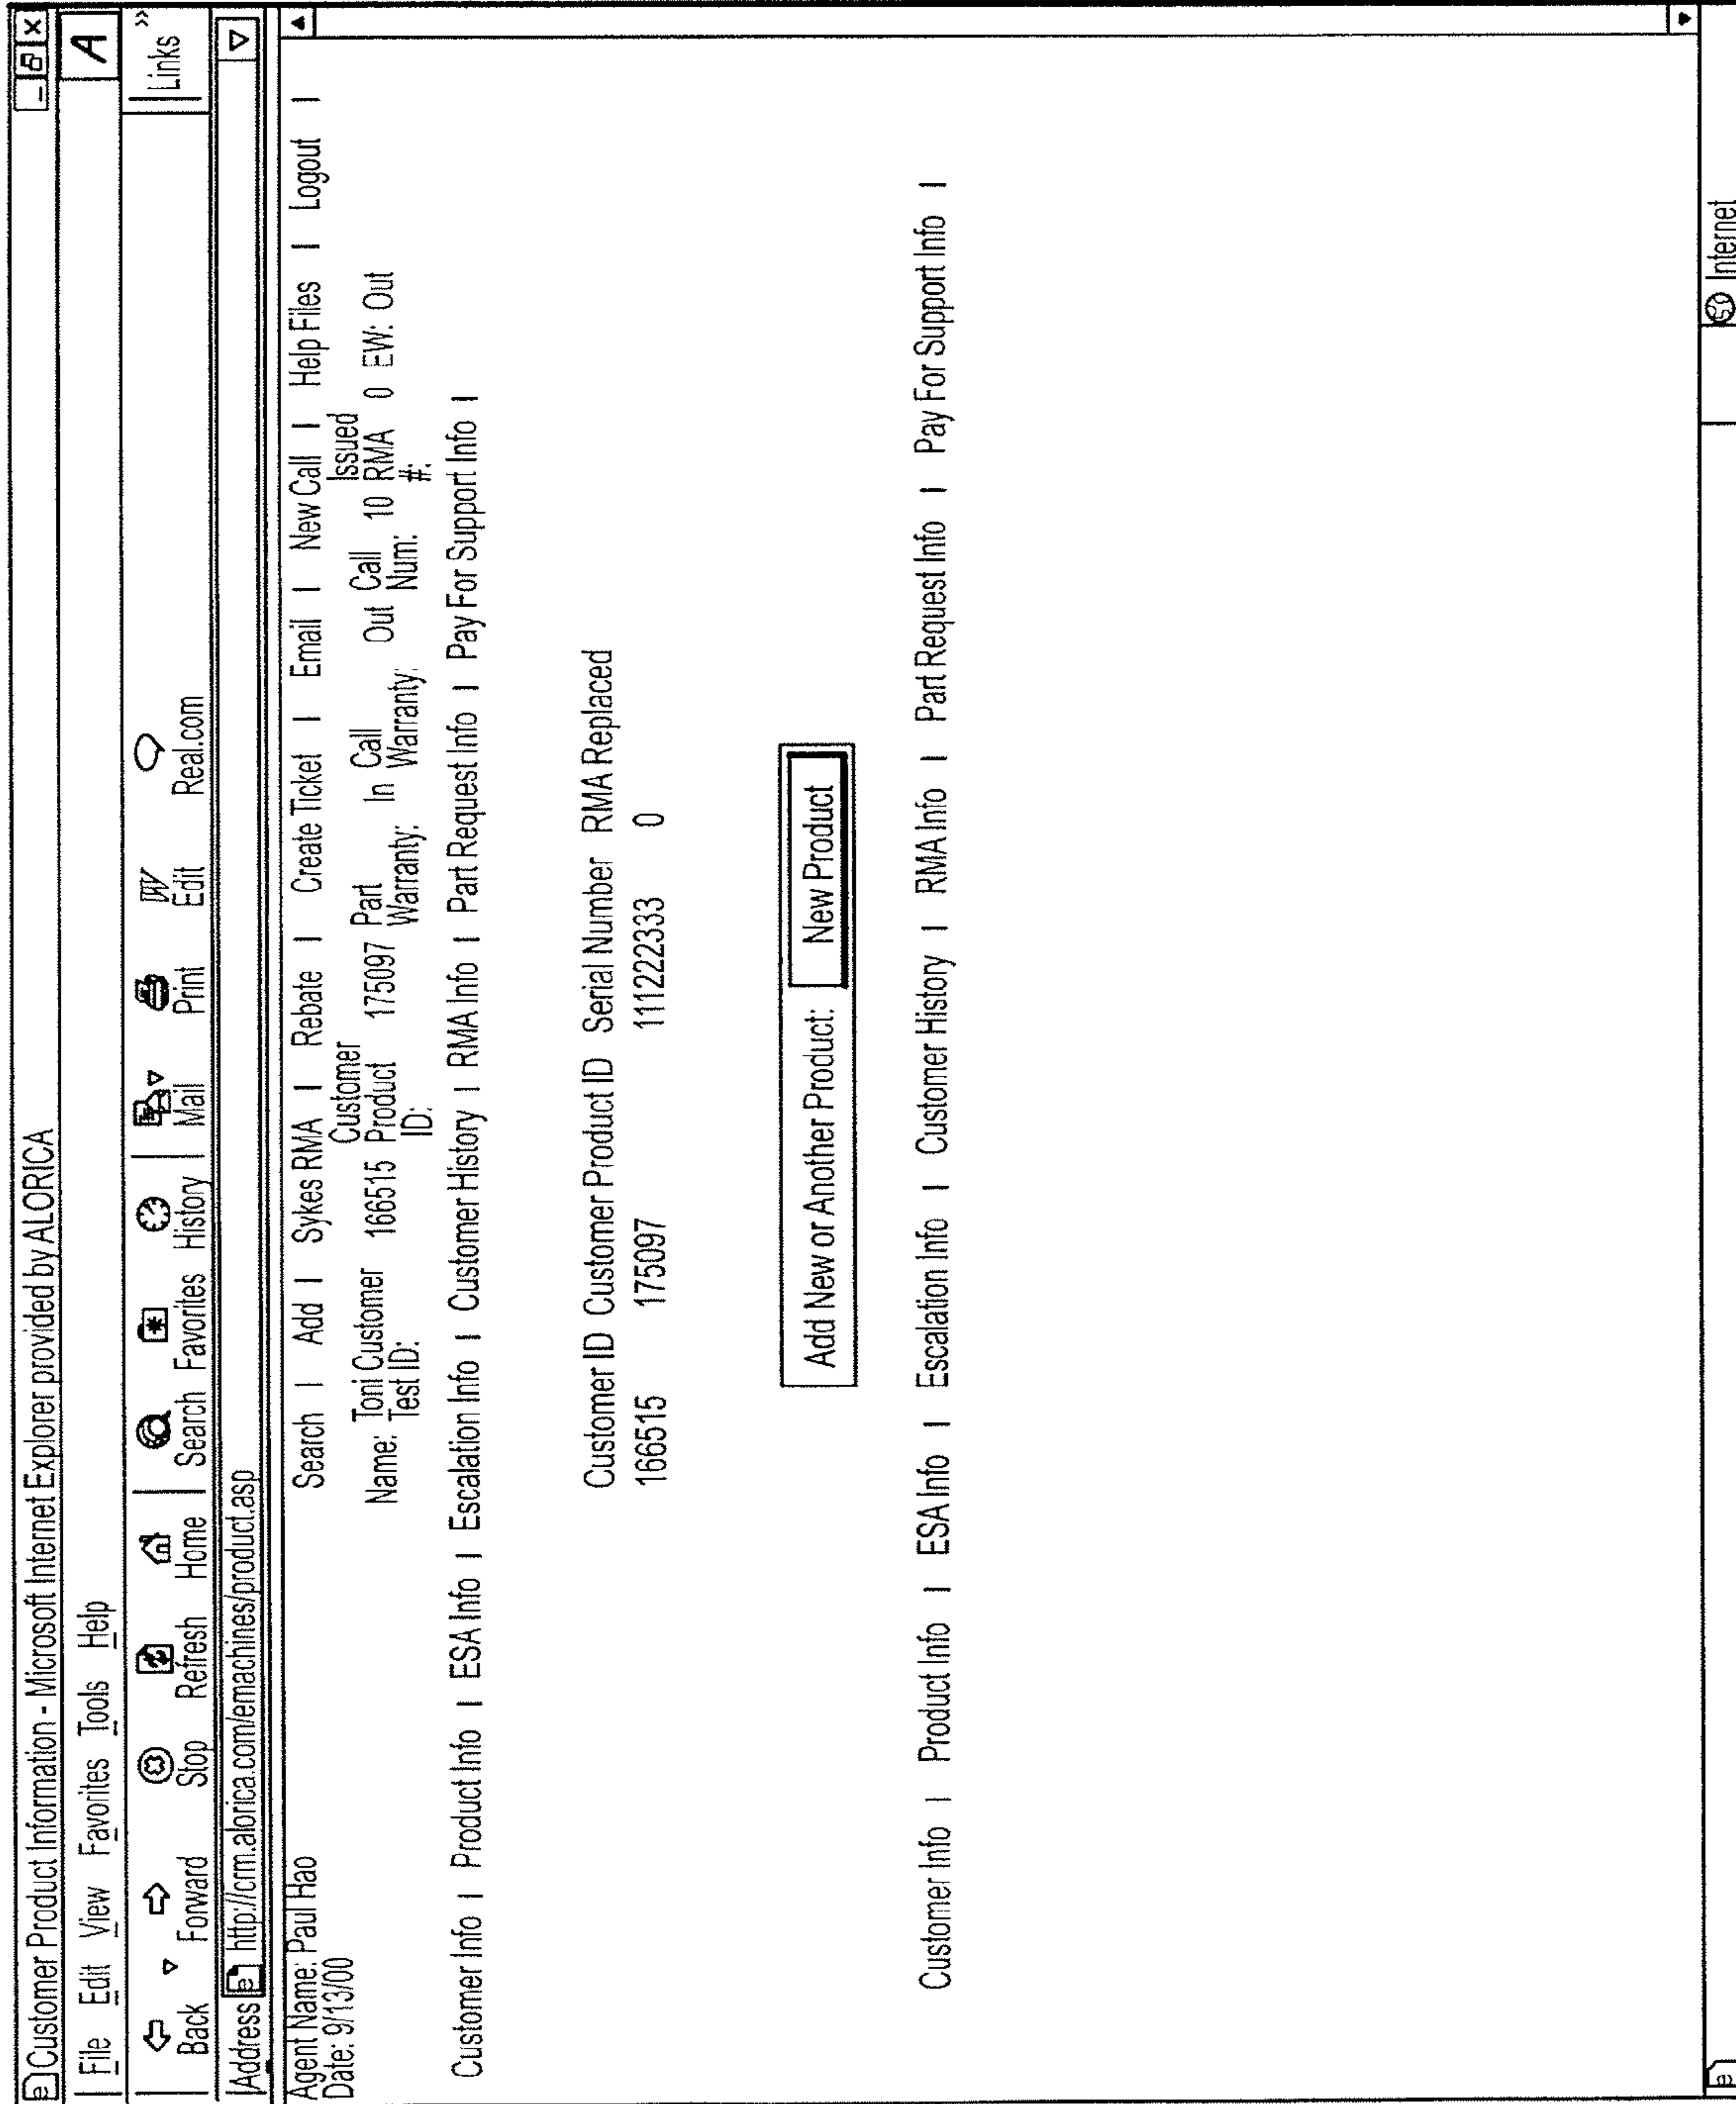 Customer Product Information - Microsoft Internet Explorer provided by ALORICA
File Edit View Favorites Tools Help
Back Forward Stop Refresh Home Search Favorites History Mail Print Edit Real.com Links »
Address http://crm.alorica.com/emachines/product.asp
Agent Name: Paul Hao
Date: 9/13/00
Search | Add | Sykes RMA | Rebate | Create Ticket | Email | New Call | Help Files | Logout |
Customer Issued
Name: Toni Customer 166515 Product 175097 Part In Call Out Call 10 RMA 0 EW: Out
Test ID: ID: Warranty: Warranty: Num: #:
Customer Info | Product Info | ESA Info | Escalation Info | Customer History | RMA Info | Part Request Info | Pay For Support Info |
Customer ID Customer Product ID Serial Number RMA Replaced
166515 175097 111222333 0
Add New or Another Product: New Product
Customer Info | Product Info | ESA Info | Escalation Info | Customer History | RMA Info | Part Request Info | Pay For Support Info |
Internet